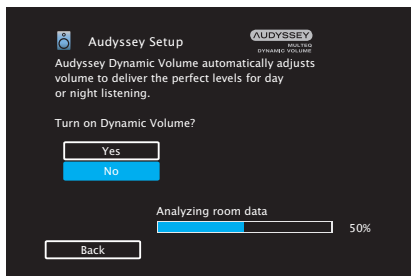 Audyssey Setup
AUDYSSEY
MULTEQ
DYNAMIC VOLUME
Audyssey Dynamic Volume automatically adjusts
volume to deliver the perfect levels for day
or night listening.
Turn on Dynamic Volume?
Yes
No
Analyzing room data
50%
Back